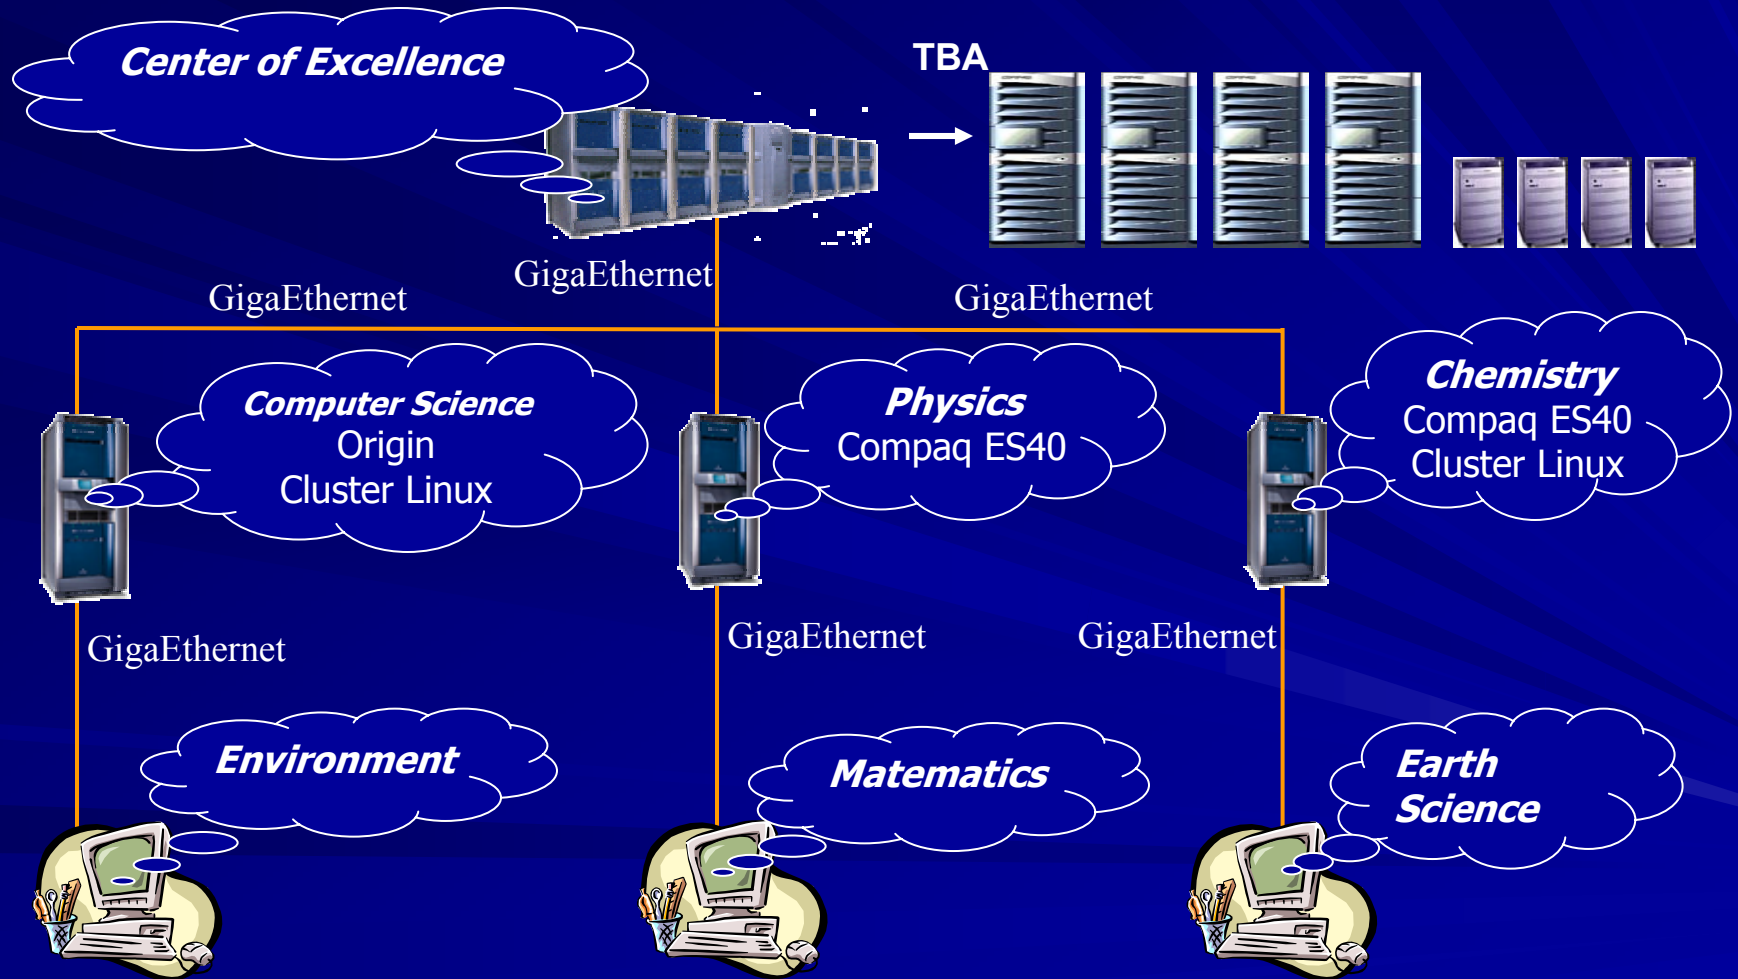 Center of Excellence
TBA
GigaEthernet
GigaEthernet
GigaEthernet
Computer Science
Origin
Cluster Linux
Physics
Compaq ES40
Chemistry
Compaq ES40
Cluster Linux
GigaEthernet
GigaEthernet
GigaEthernet
Environment
Matematics
Earth
Science